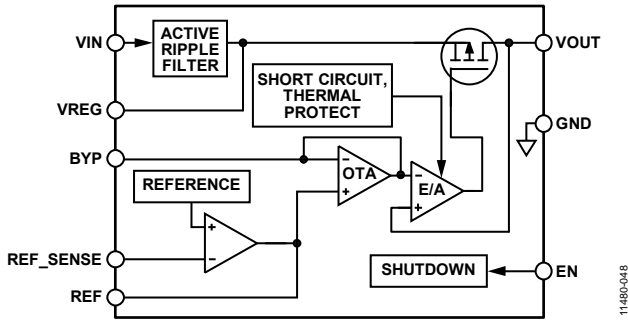 VIN
ACTIVE
RIPPLE
FILTER
VOUT
SHORT CIRCUIT,
THERMAL
PROTECT
VREG
GND
BYP
REFERENCE
−
OTA
+
−
E/A
+
+
−
REF_SENSE
REF
SHUTDOWN
EN
11480-048